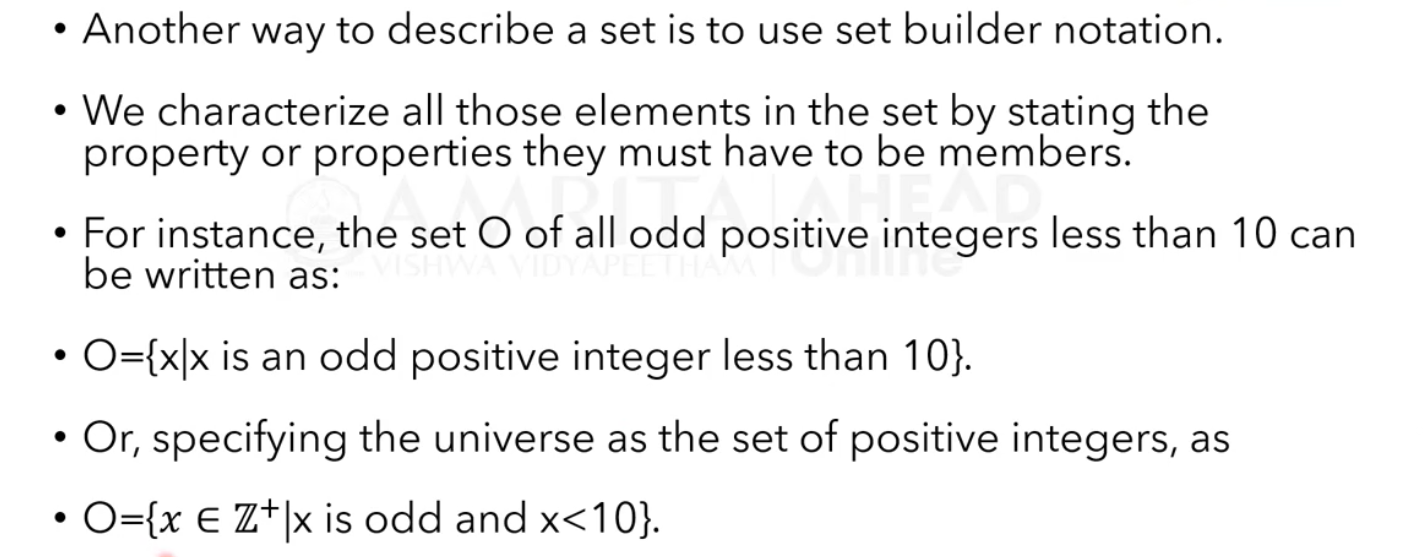 • Another way to describe a set is to use set builder notation.
• We characterize all those elements in the set by stating the
property or properties they must have to be members.
AMRITA AHEAD
VISHWA VIDYAPEETHAM Online
• For instance, the set O of all odd positive integers less than 10 can
be written as:
• O={x|x is an odd positive integer less than 10}.
• Or, specifying the universe as the set of positive integers, as
• O={𝑥 ∈ ℤ⁺|x is odd and x<10}.